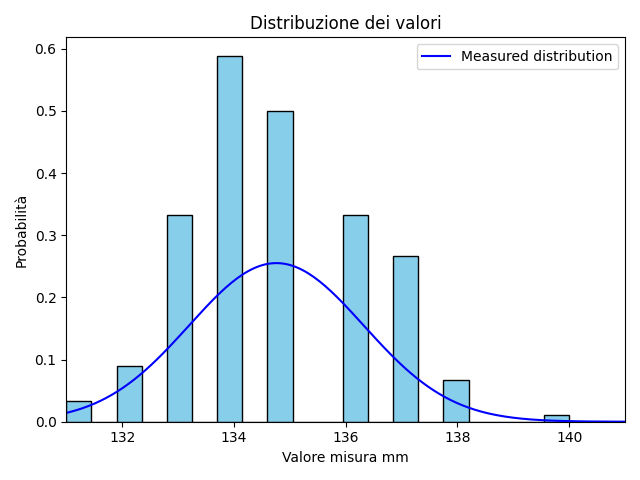 Distribuzione dei valori
Measured distribution
0.6
0.5
0.4
0.3
0.2
0.1
0.0
Probabilità
132 134 136 138 140
Valore misura mm